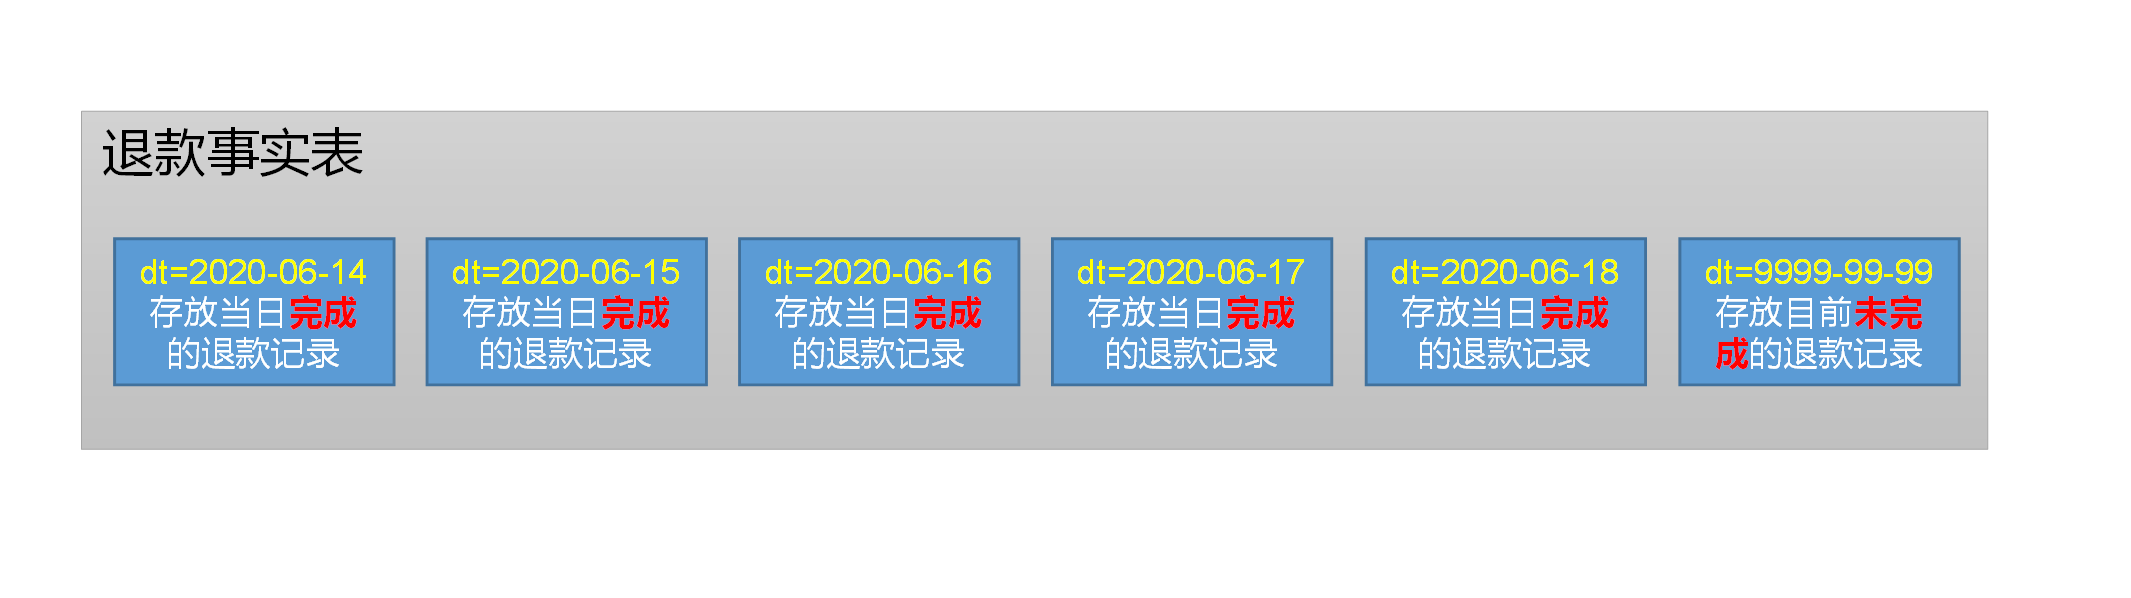 退款事实表
dt=2020-06-14
存放当日完成
的退款记录
dt=2020-06-15
存放当日完成
的退款记录
dt=2020-06-16
存放当日完成
的退款记录
dt=2020-06-17
存放当日完成
的退款记录
dt=2020-06-18
存放当日完成
的退款记录
dt=9999-99-99
存放目前未完
成的退款记录